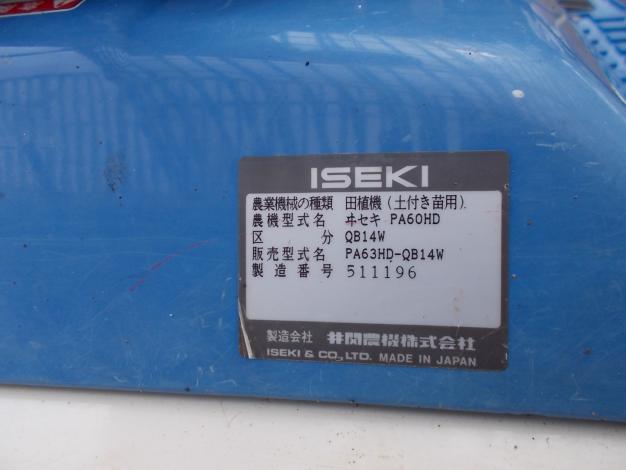 ISEKI
農業機械の種類 田植機(土付き苗用).
農機型式名 ヰセキ PA60HD
区分 QB14W
販売型式名 PA63HD-QB14W
製造番号 511196
製造会社 井関農機株式会社
ISEKI & CO.,LTD. MADE IN JAPAN